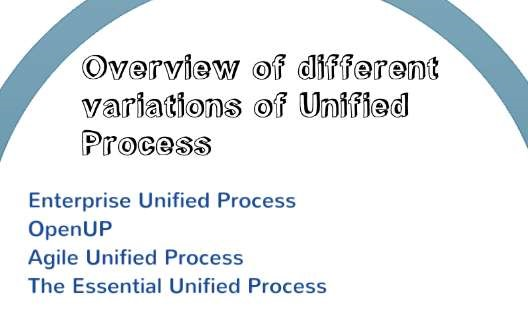 Overview of different
variations of Unified
Process
Enterprise Unified Process
OpenUP
Agile Unified Process
The Essential Unified Process